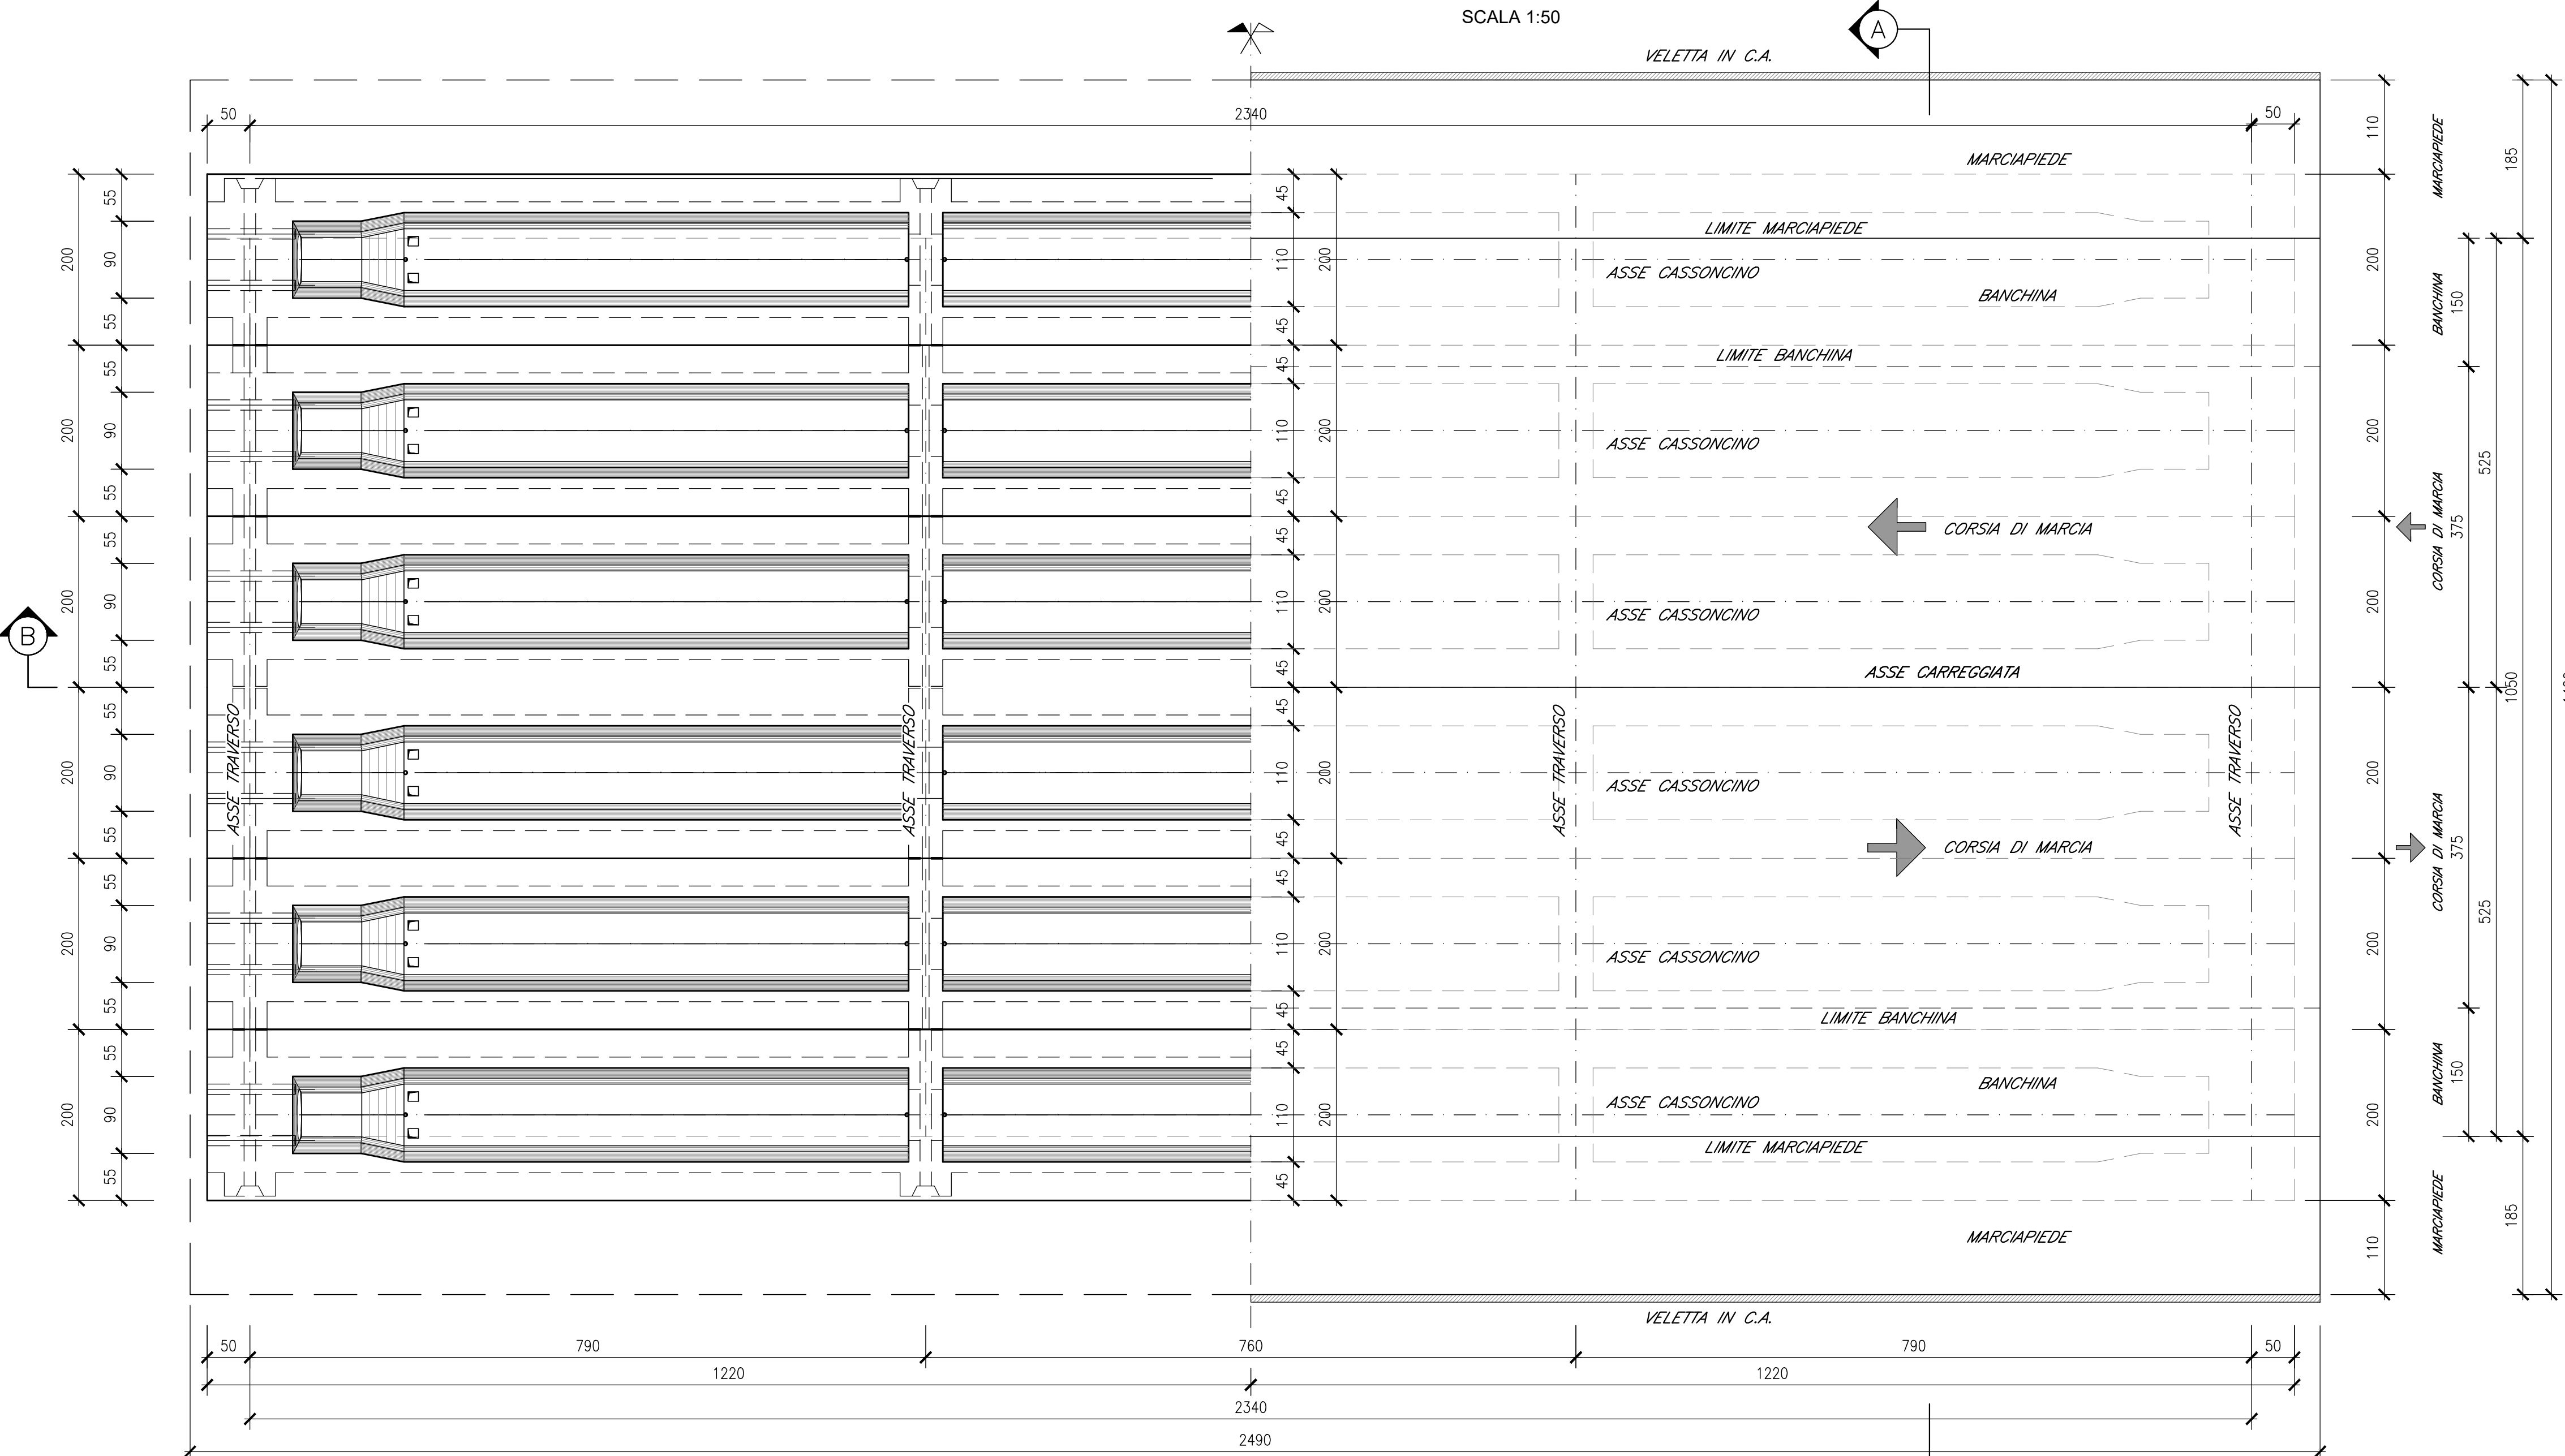 SCALA 1:50
A
VELETTA IN C.A.
50
2340
50
110
MARCIAPIEDE
185
MARCIAPIEDE
55
45
200
90
LIMITE MARCIAPIEDE
110
200
ASSE CASSONCINO
200
BANCHINA
BANCHINA
150
55
45
LIMITE BANCHINA
55
45
200
90
110
200
ASSE CASSONCINO
200
525
55
45
CORSIA DI MARCIA
CORSIA DI MARCIA
375
55
45
200
90
110
200
ASSE CASSONCINO
200
B
55
45
ASSE CARREGGIATA
1050
55
45
ASSE TRAVERSO
ASSE TRAVERSO
ASSE TRAVERSO
ASSE TRAVERSO
200
90
110
200
ASSE CASSONCINO
200
55
45
CORSIA DI MARCIA
CORSIA DI MARCIA
375
55
45
200
90
110
200
ASSE CASSONCINO
200
525
55
45
LIMITE BANCHINA
55
45
BANCHINA
BANCHINA
150
200
90
110
200
ASSE CASSONCINO
200
LIMITE MARCIAPIEDE
55
45
MARCIAPIEDE
MARCIAPIEDE
185
110
VELETTA IN C.A.
50
790
760
790
50
1220
1220
2340
2490